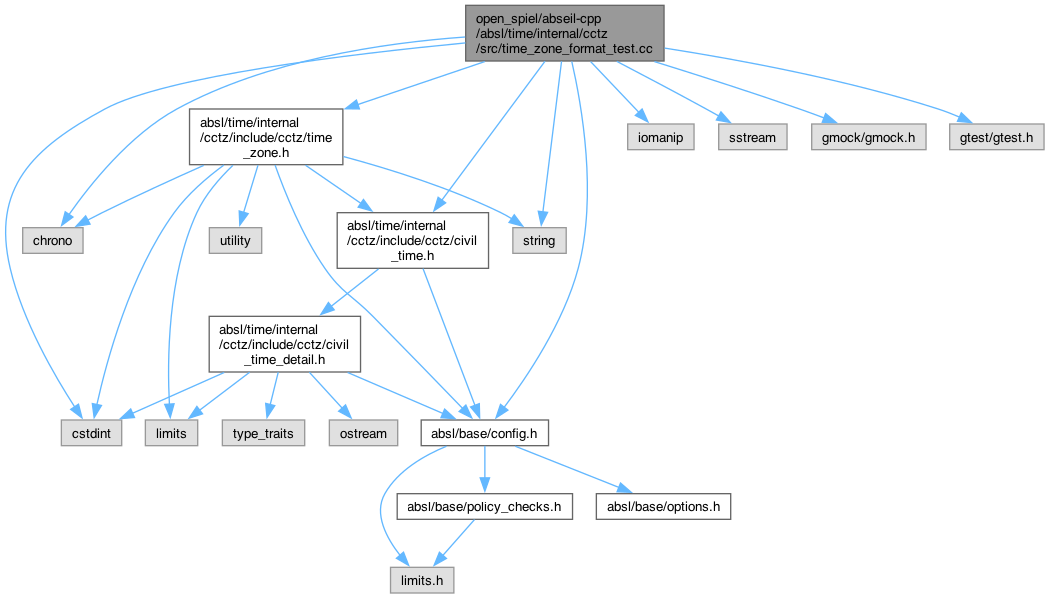 open_spiel/abseil-cpp
/absl/time/internal/cctz
/src/time_zone_format_test.cc
absl/time/internal
/cctz/include/cctz/time
_zone.h
iomanip
sstream
gmock/gmock.h
gtest/gtest.h
chrono
utility
absl/time/internal
/cctz/include/cctz/civil
_time.h
string
absl/time/internal
/cctz/include/cctz/civil
_time_detail.h
cstdint
limits
type_traits
ostream
absl/base/config.h
absl/base/policy_checks.h
absl/base/options.h
limits.h